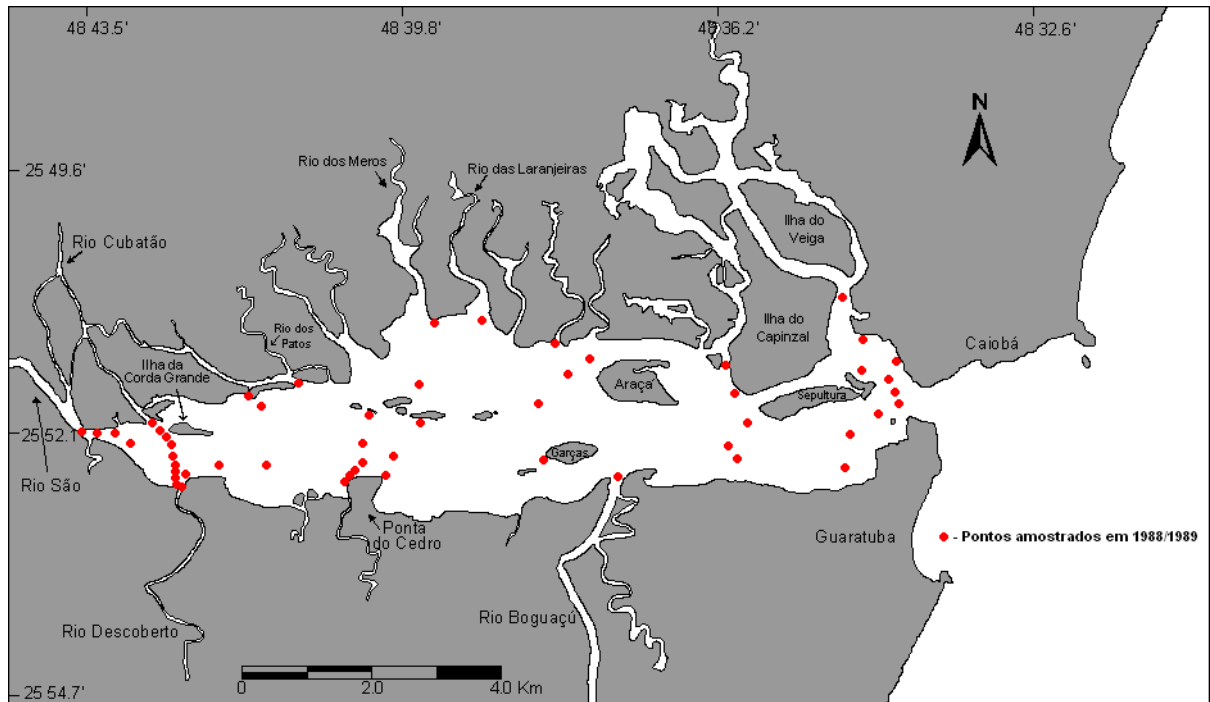 48 43.5'
48 39.8'
48 36.2'
48 32.6'
N
Rio dos Meros
Rio das Laranjeiras
25 49.6'
Ilha do
Veiga
Rio Cubatão
Rio dos
Patos
Ilha do
Capinzal
Caiobá
Ilha da
Corda Grande
Araçá
Sepultura
25 52.1'
Garças
Rio São
Ponta
do Cedro
Guaratuba
- Pontos amostrados em 1988/1989
Rio Descoberto
Rio Boguaçú
0
2.0
4.0 Km
25 54.7'